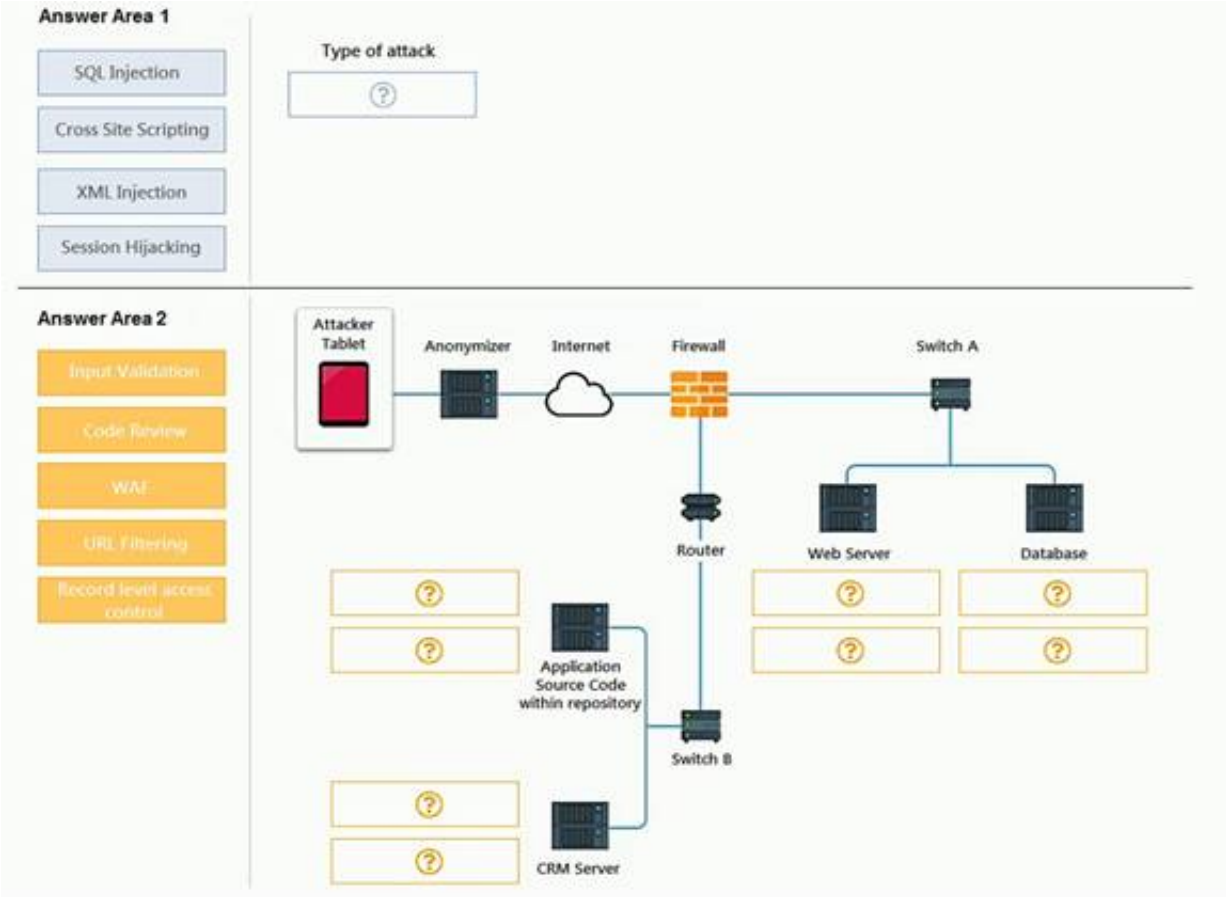 Answer Area 1
SQL Injection
Cross Site Scripting
XML Injection
Session Hijacking
Type of attack
?
Answer Area 2
Input Validation
Code Review
WAF
URL Filtering
Record level access
control
Attacker
Tablet
Anonymizer
Internet
Firewall
Switch A
Router
Web Server
Database
?
?
?
?
?
?
Application
Source Code
within repository
Switch B
?
?
CRM Server